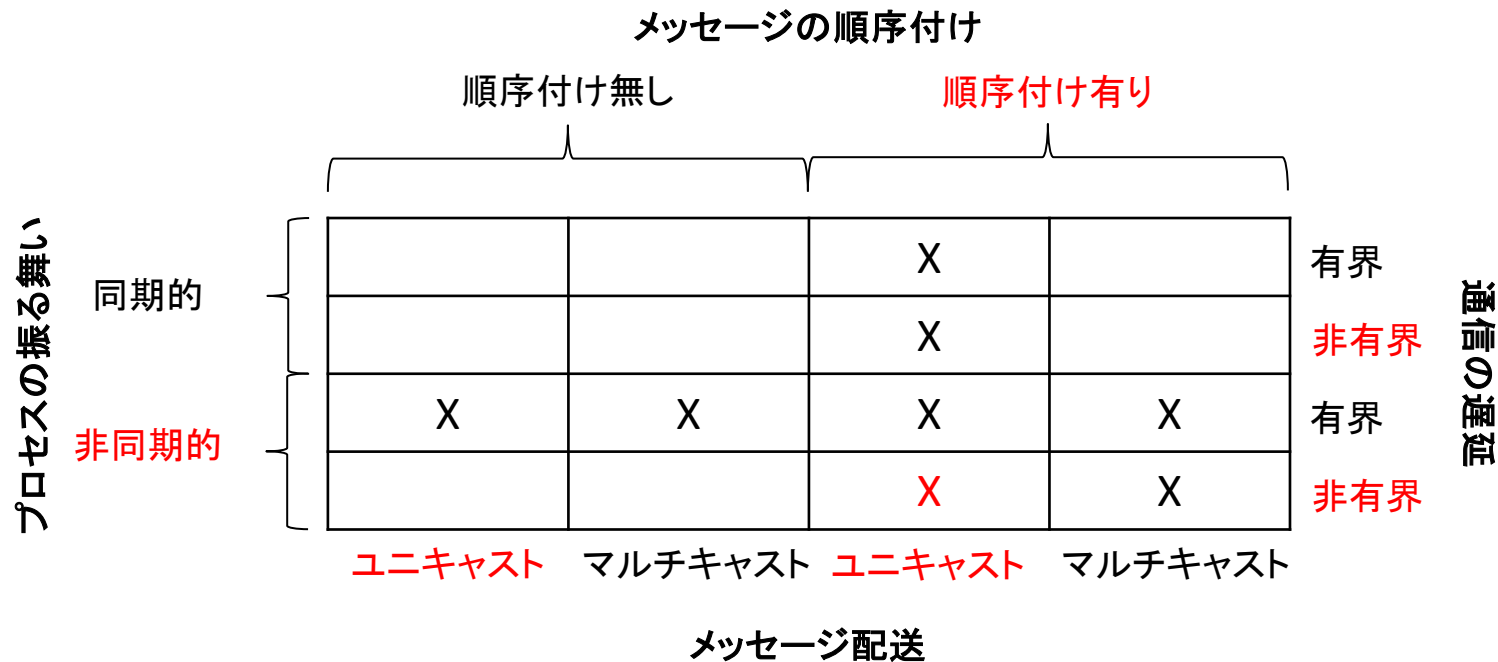 メッセージの順序付け
順序付け無し 順序付け有り
プロセスの振る舞い
同期的
非同期的
X 有界
X 非有界
X X X X 有界
X X 非有界
通信の遅延
ユニキャスト マルチキャスト ユニキャスト マルチキャスト
メッセージ配送